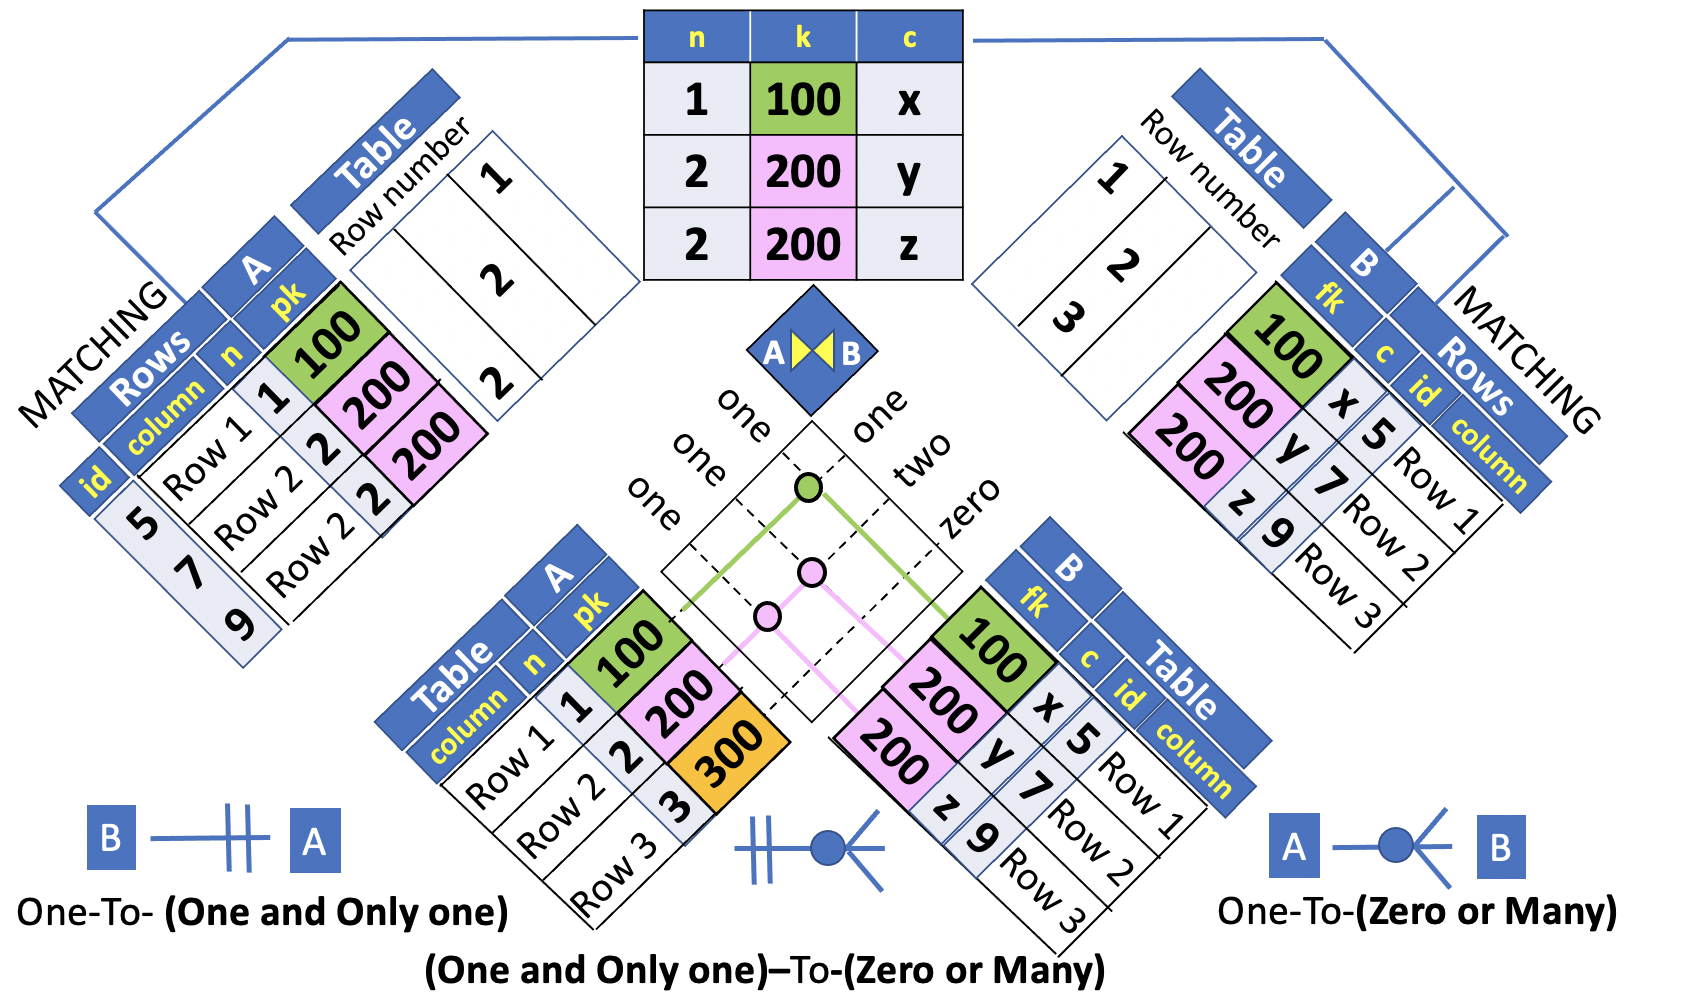 n k c
1 100 x
2 200 y
2 200 z
Table
Row number
1
2
2
MATCHING
Rows A
column n pk
id
Row 1 1 100
Row 2 2 200
Row 2 2 200
5
7
9
Table
Row number
1
2
3
MATCHING
B Rows
fk c id column
100 x 5 Row 1
200 y 7 Row 2
200 z 9 Row 3
A B
one
one
one
one
two
zero
Table A
column n pk
Row 1 1 100
Row 2 2 200
Row 3 3 300
B Table
fk c id column
100 x 5 Row 1
200 y 7 Row 2
200 z 9 Row 3
B A
One-To- (One and Only one)
A B
One-To-(Zero or Many)
(One and Only one)–To-(Zero or Many)